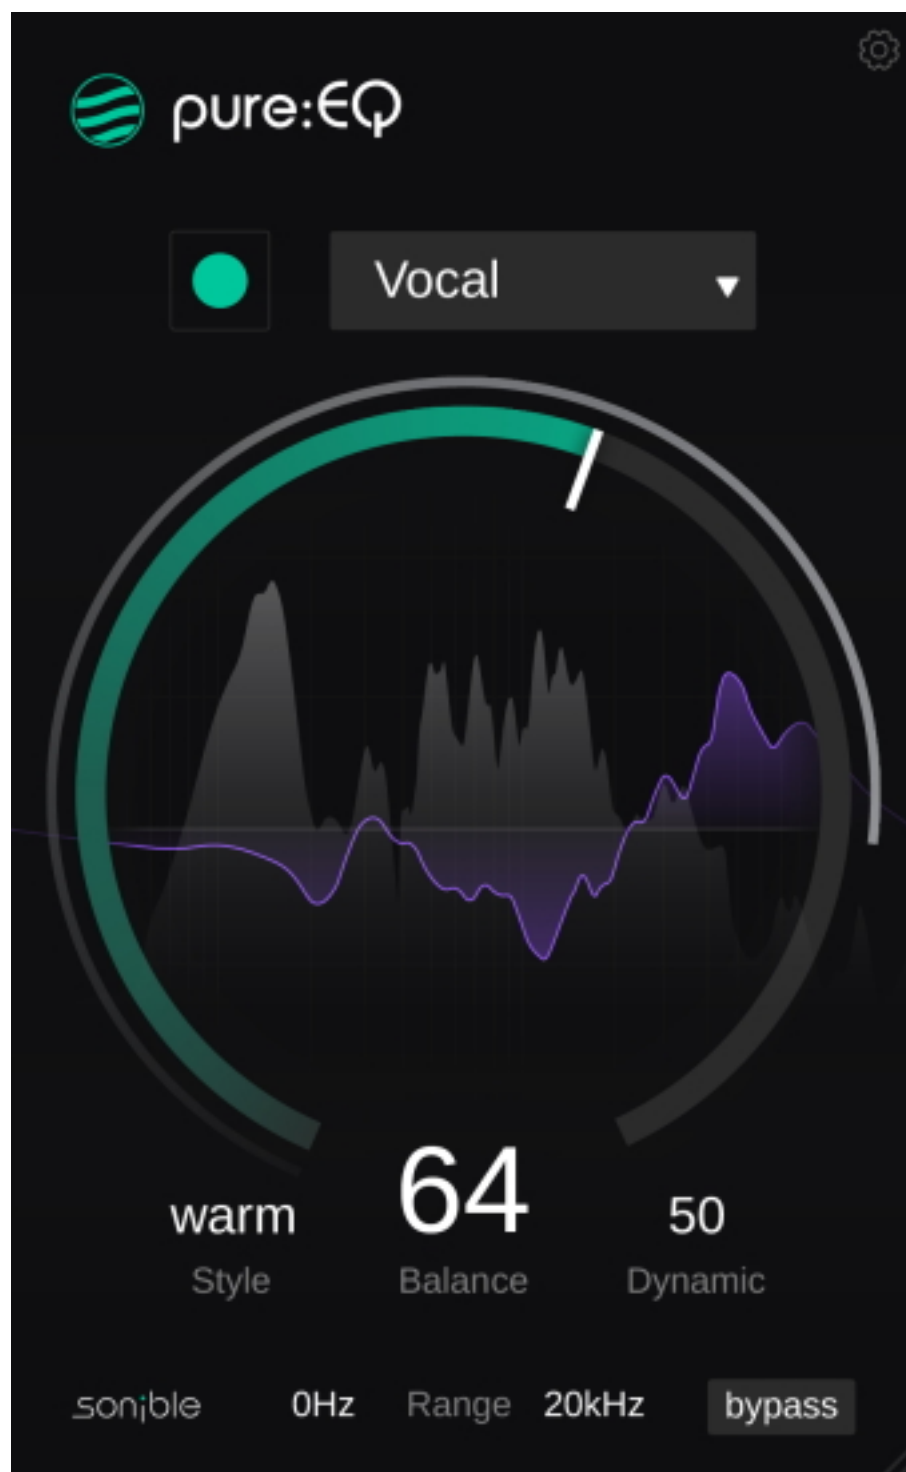 pure:EQ
Vocal
warm 64 50
Style Balance Dynamic
sonible 0Hz Range 20kHz bypass